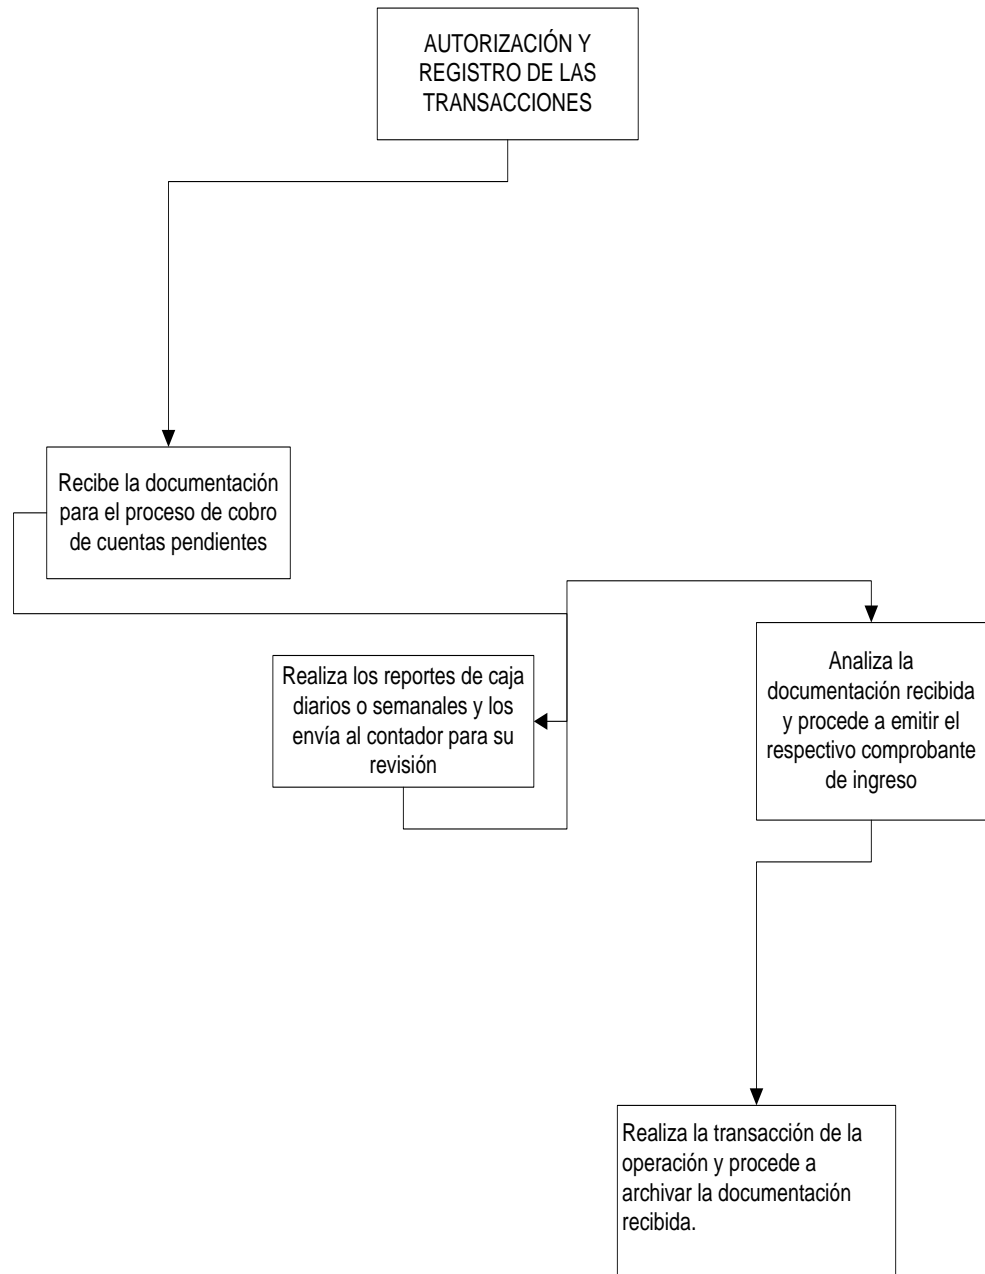 AUTORIZACIÓN Y
REGISTRO DE LAS
TRANSACCIONES
Recibe la documentación
para el proceso de cobro
de cuentas pendientes
Realiza los reportes de caja
diarios o semanales y los
envía al contador para su
revisión
Analiza la
documentación recibida
y procede a emitir el
respectivo comprobante
de ingreso
Realiza la transacción de la
operación y procede a
archivar la documentación
recibida.